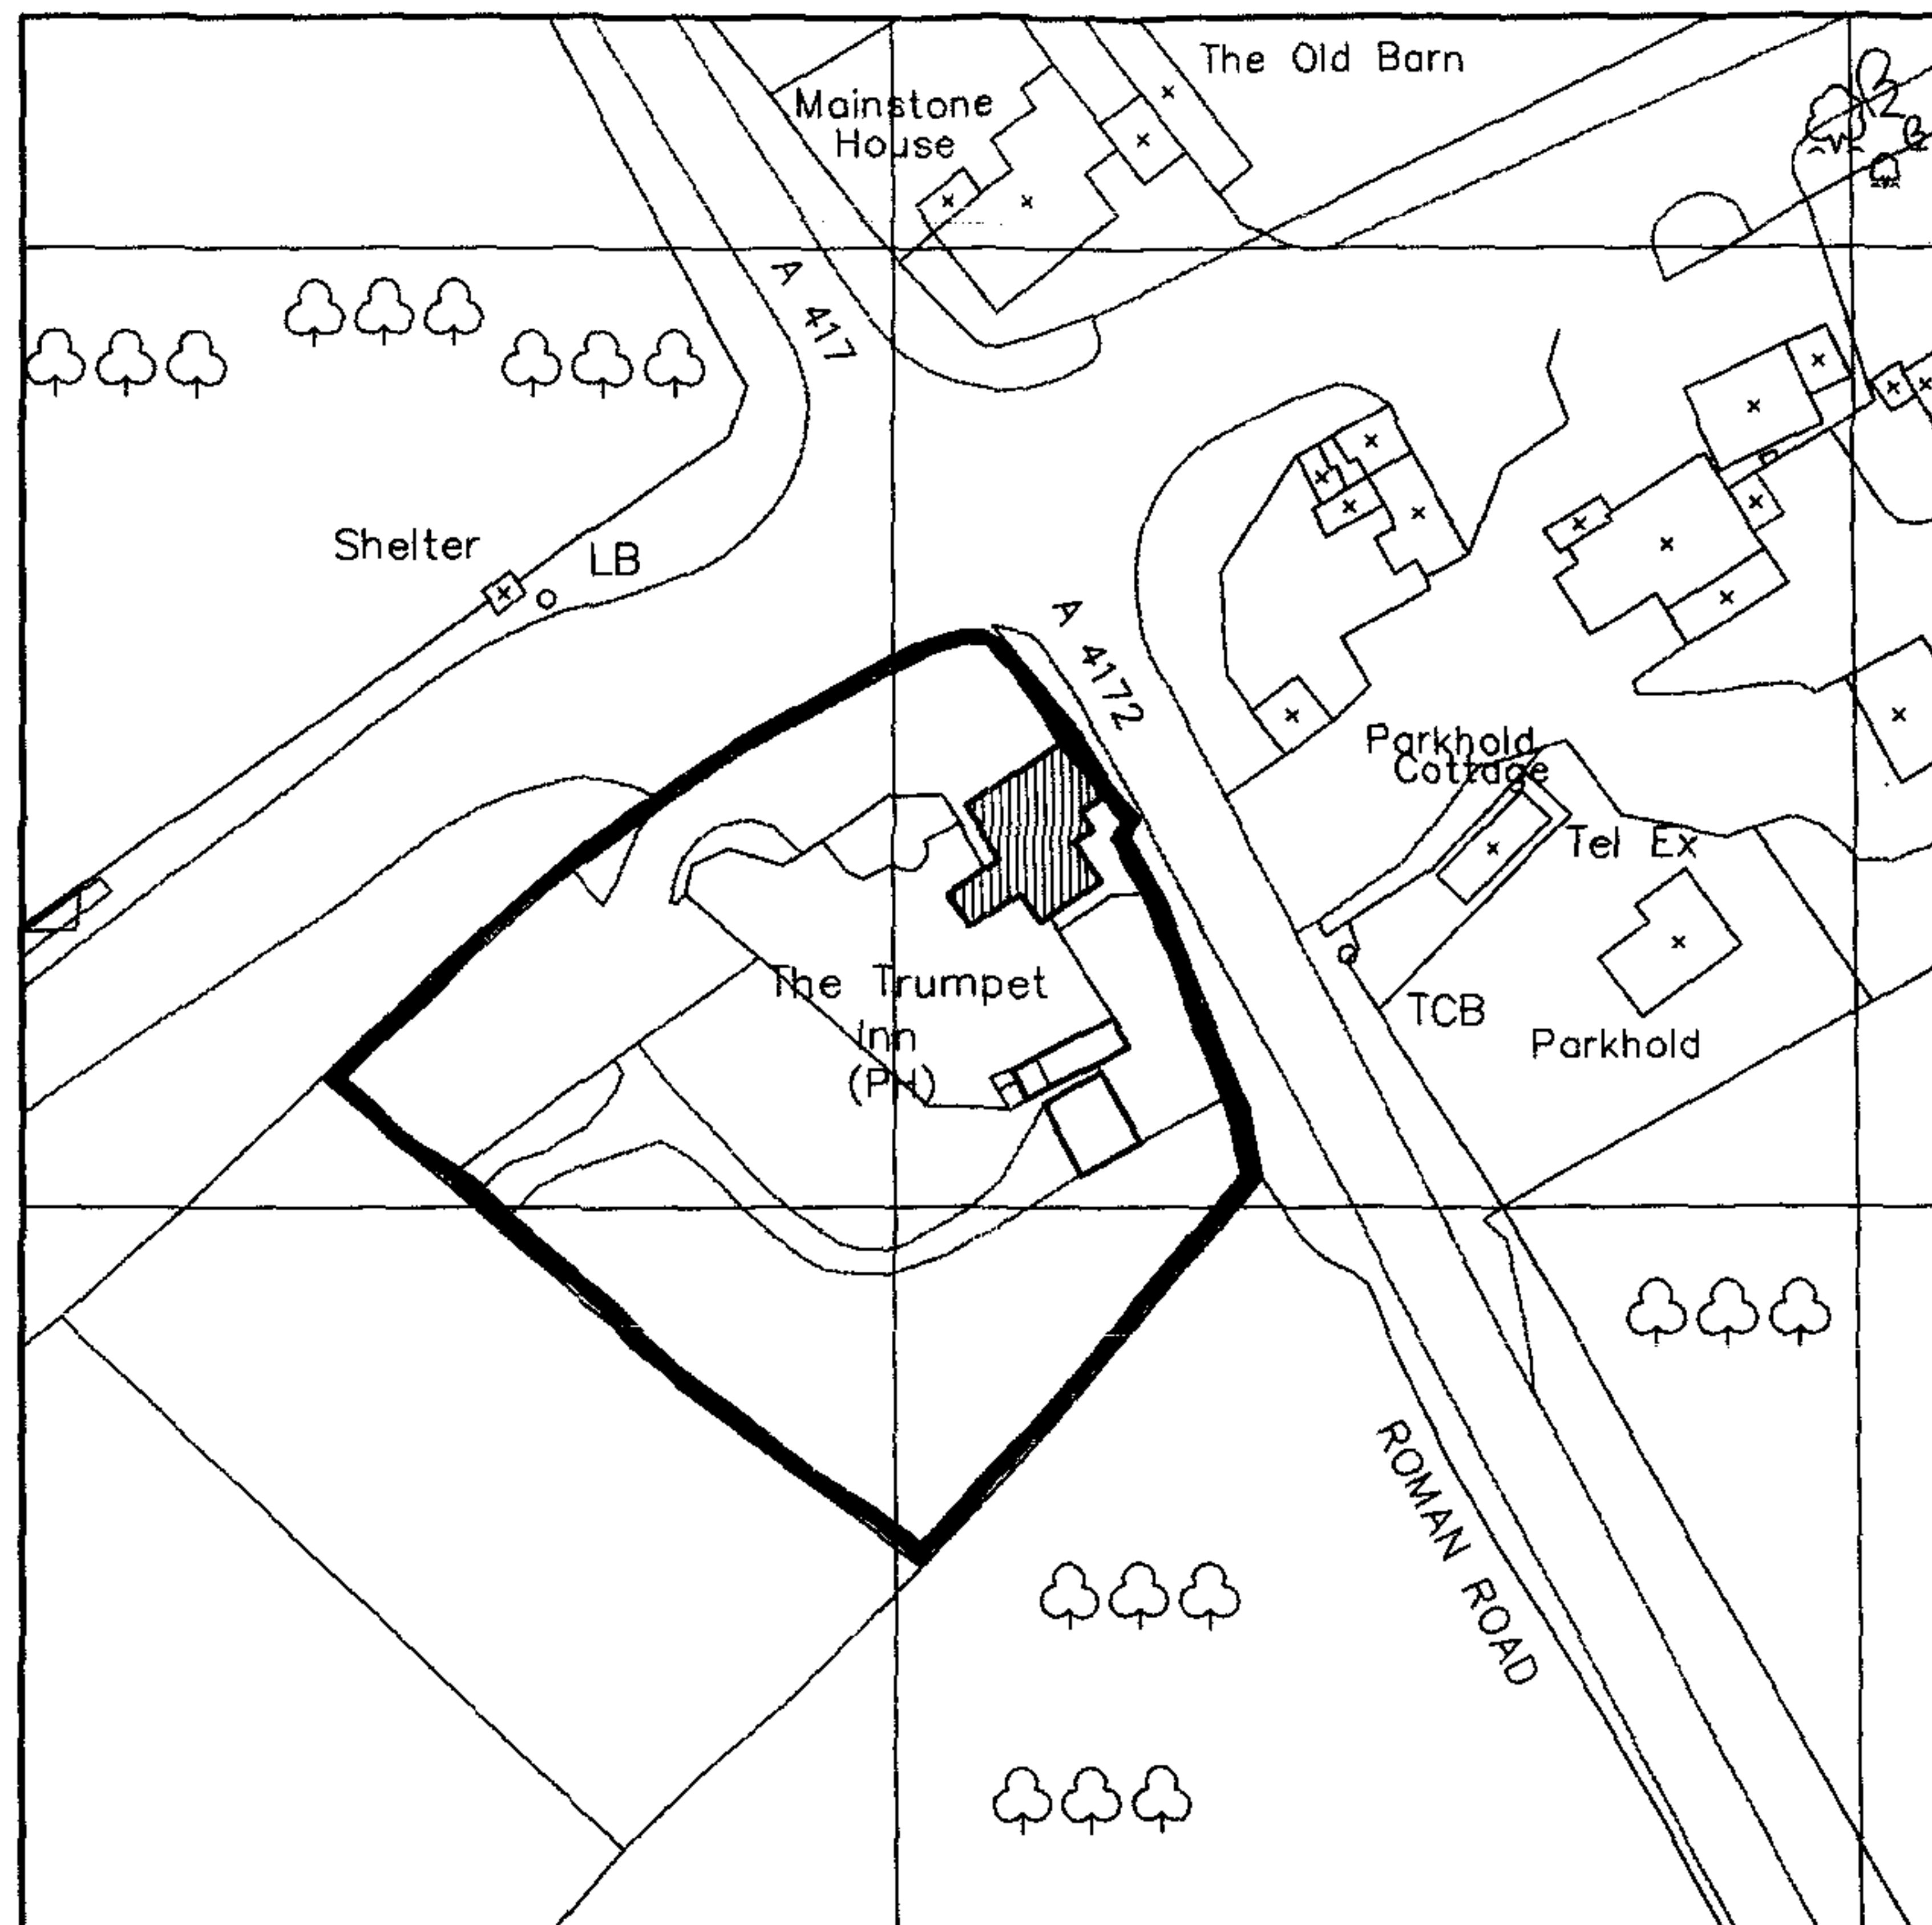 The Old Barn
Mainstone
House
A 417
Shelter
LB
A 4172
Parkhold
Cottage
Tel Ex
The Trumpet
Inn
(PH)
TCB
Parkhold
ROMAN ROAD